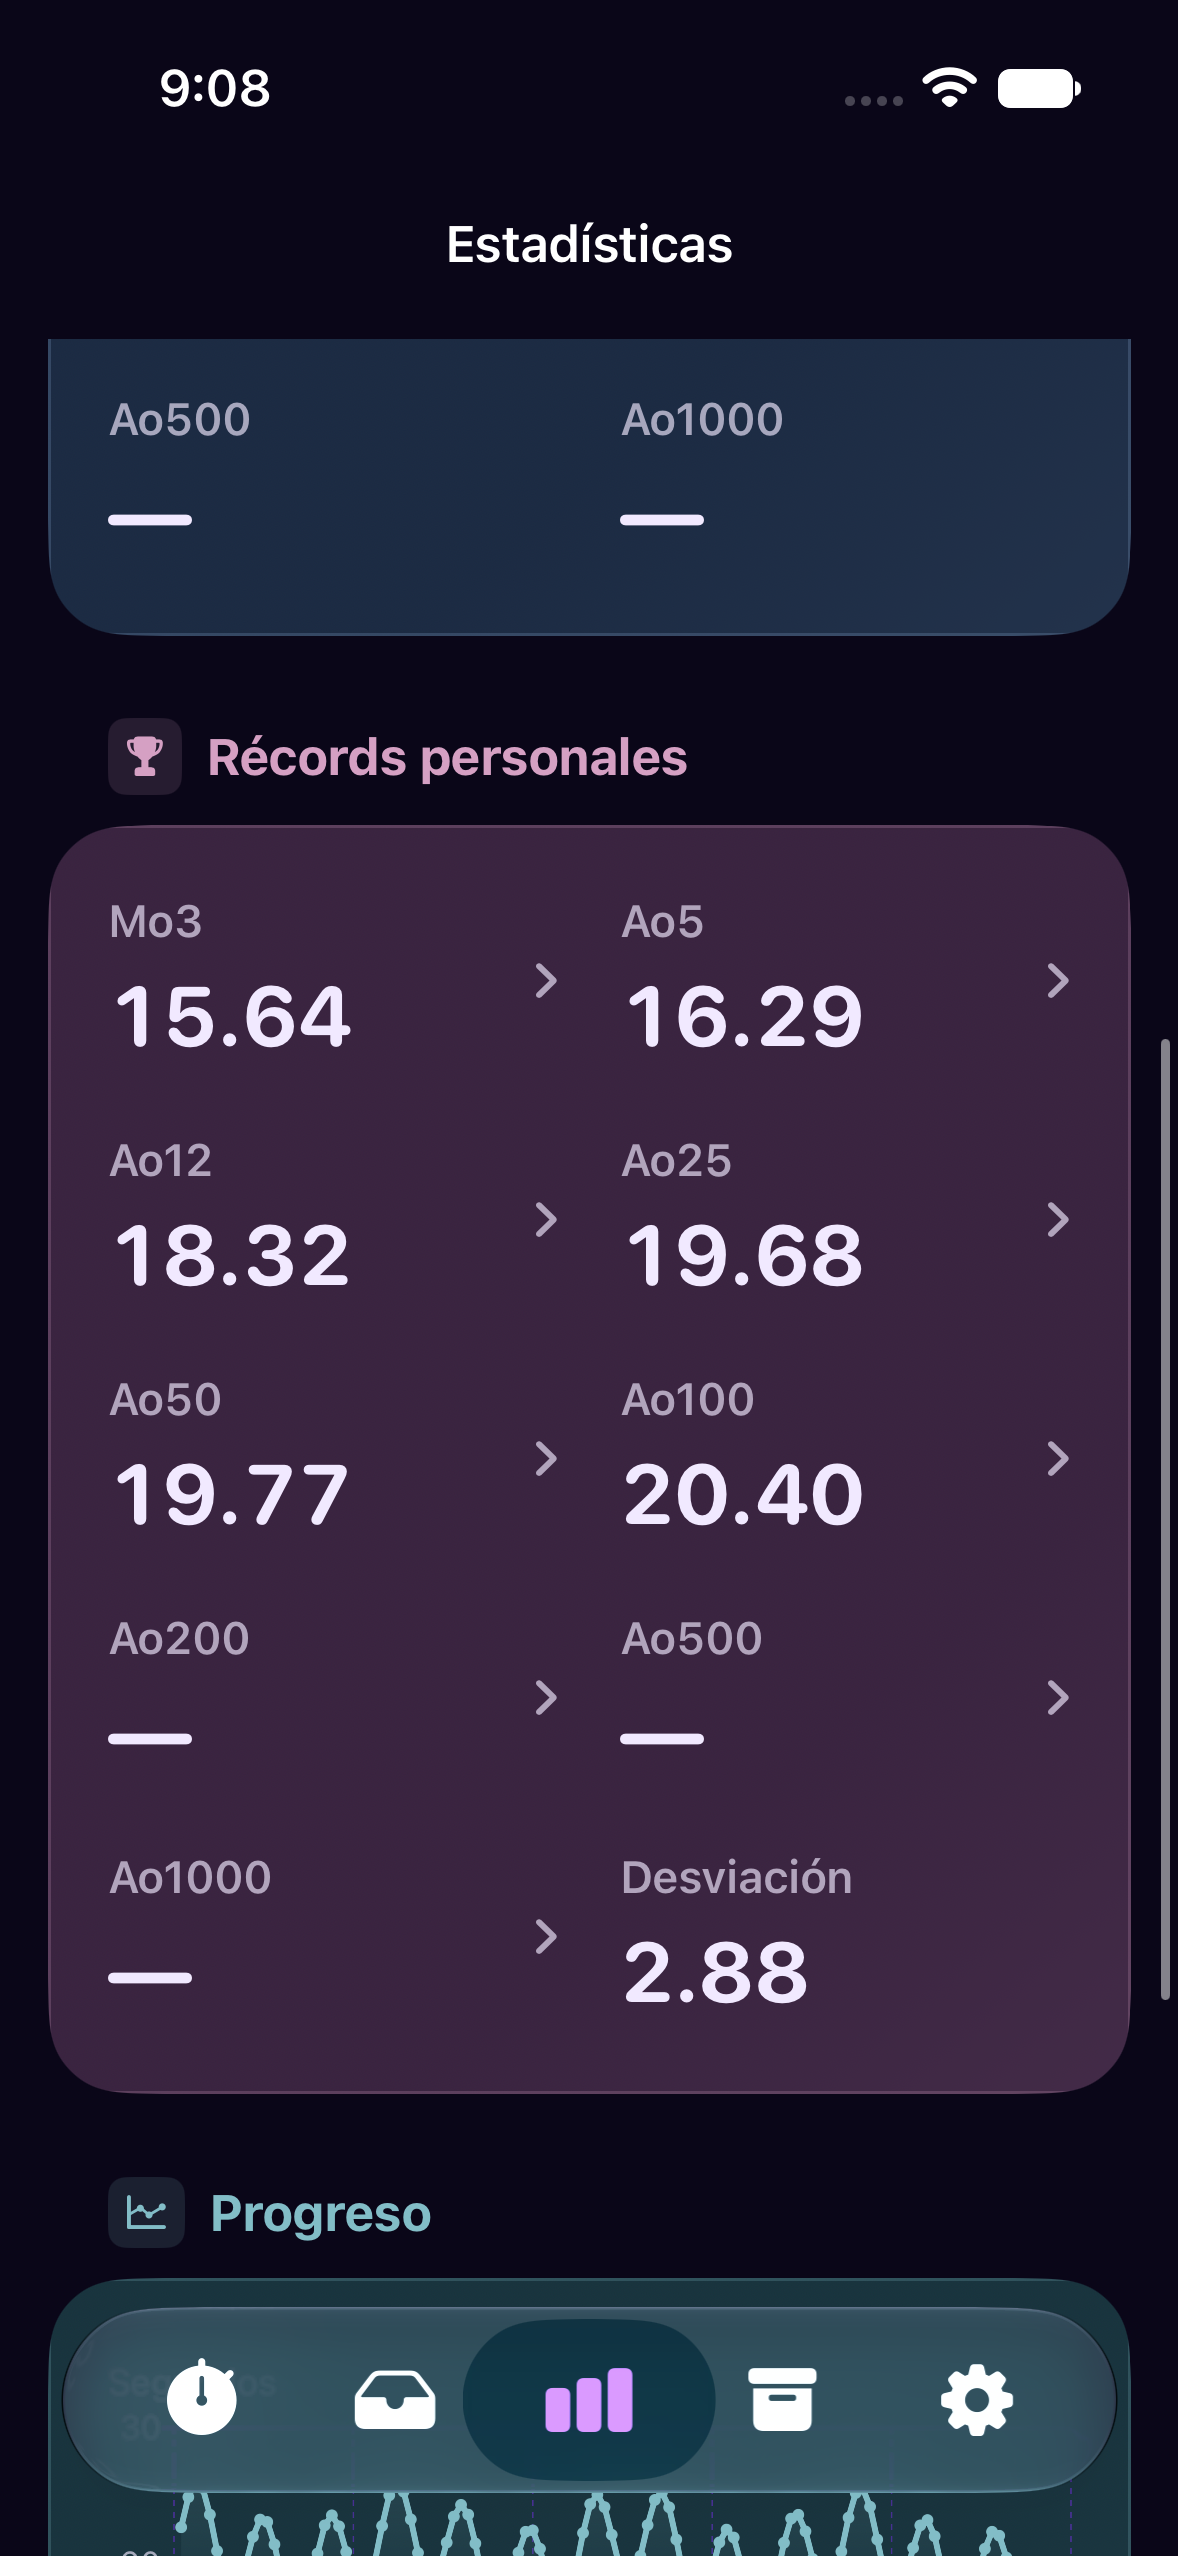 9:08
Estadísticas
Ao500 Ao1000
— —
Récords personales
Mo3 Ao5
15.64 16.29
Ao12 Ao25
18.32 19.68
Ao50 Ao100
19.77 20.40
Ao200 Ao500
— —
Ao1000 Desviación
— 2.88
Progreso
30